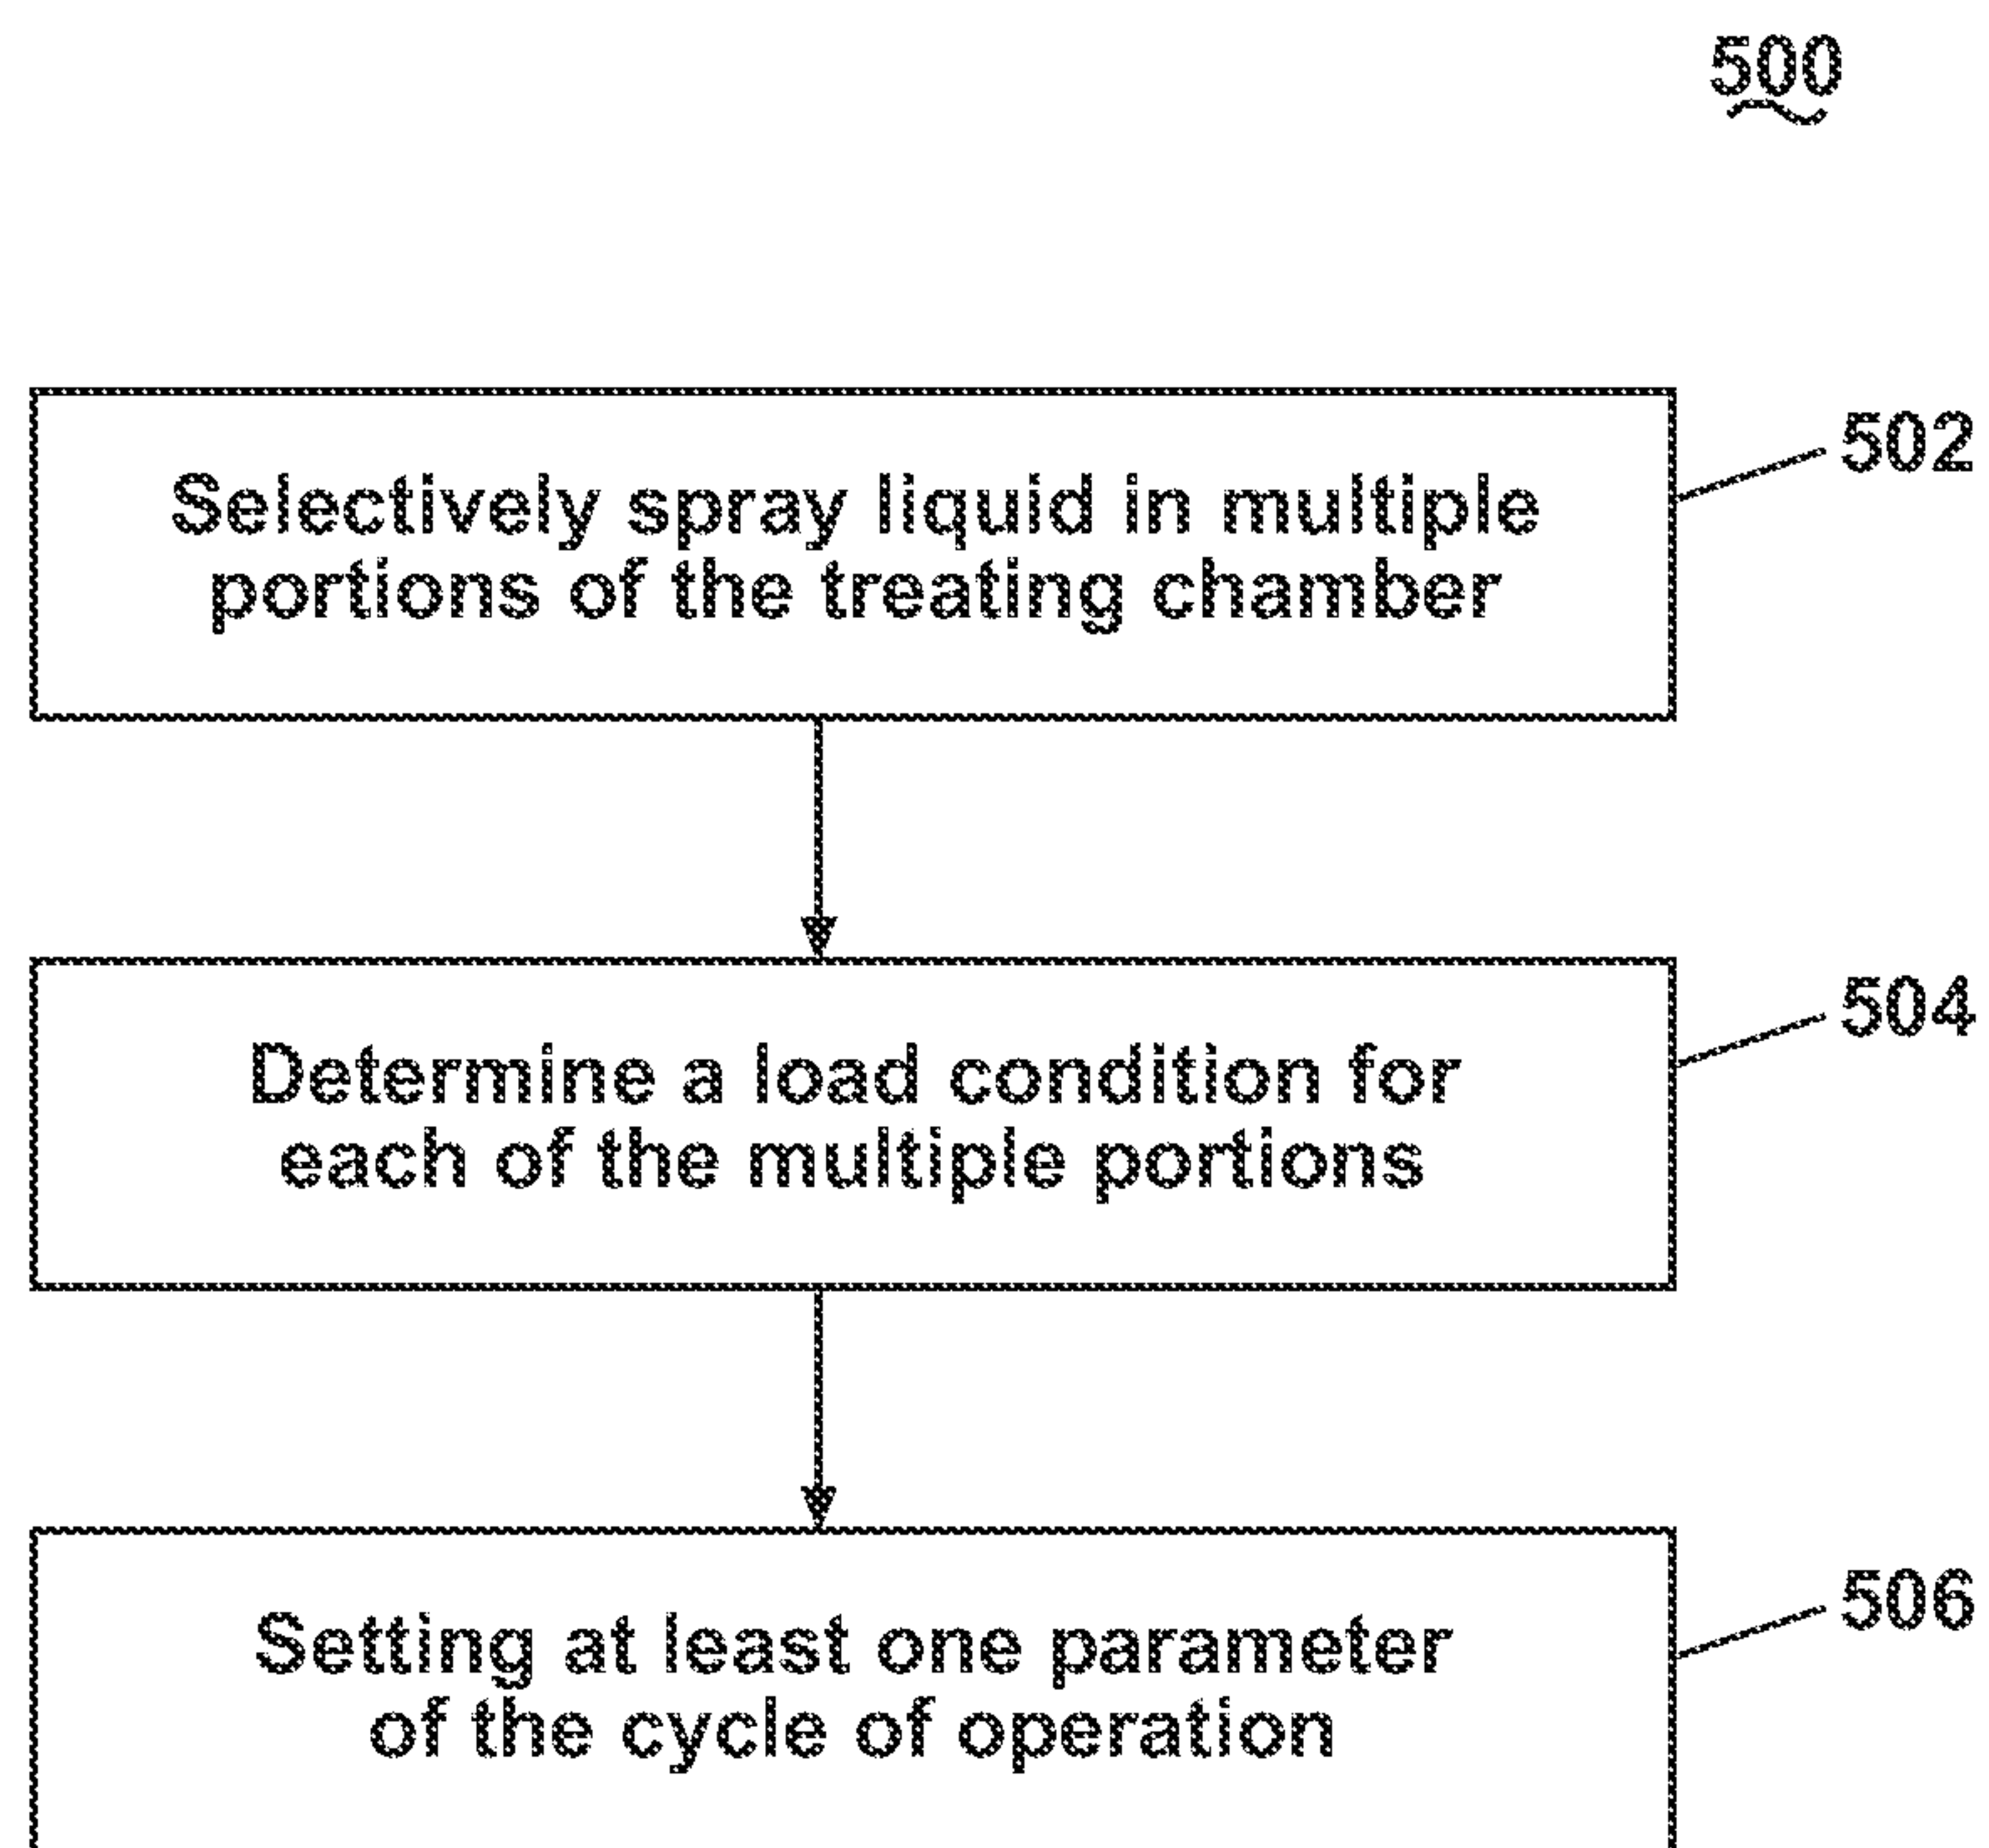 500
Selectively spray liquid in multiple
portions of the treating chamber
502
Determine a load condition for
each of the multiple portions
504
Setting at least one parameter
of the cycle of operation
506